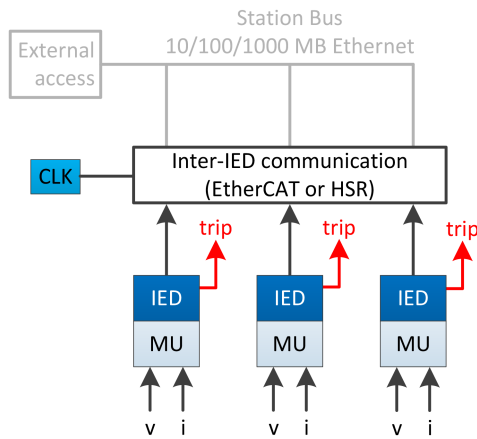 Station Bus
10/100/1000 MB Ethernet
External
access
Inter-IED communication
(EtherCAT or HSR)
CLK
trip
trip
trip
IED
IED
IED
MU
MU
MU
v i
v i
v i